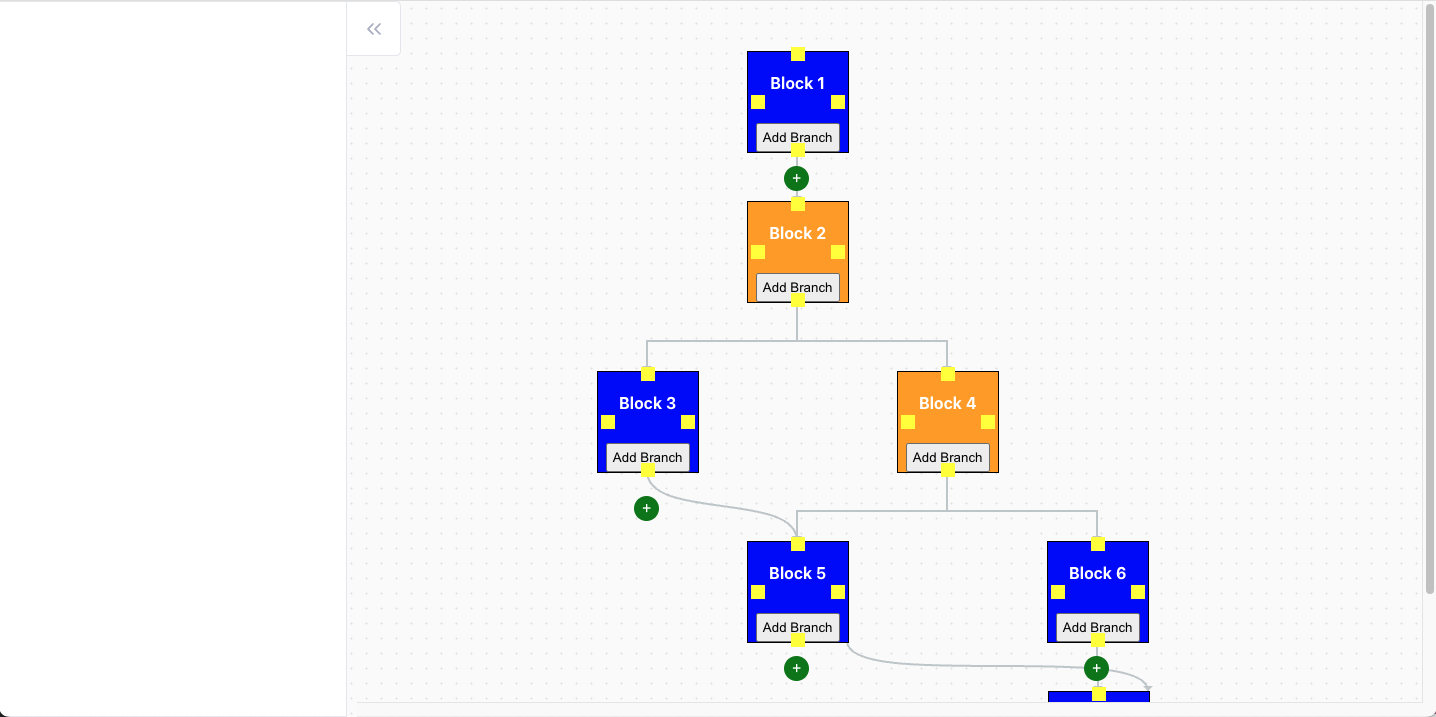 Block 1
Add Branch
+
Block 2
Add Branch
Block 3
Block 4
Add Branch
Add Branch
+
Block 5
Block 6
Add Branch
Add Branch
+
+